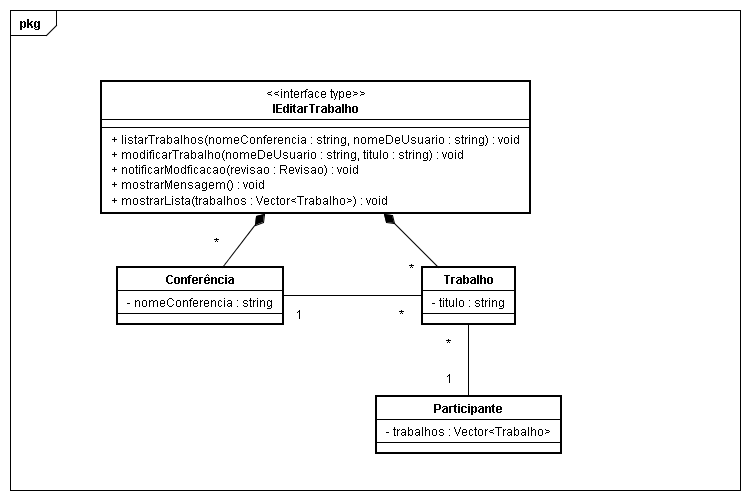 pkg
<<interface type>>
IEditarTrabalho
+ listarTrabalhos(nomeConferencia : string, nomeDeUsuario : string) : void
+ modificarTrabalho(nomeDeUsuario : string, titulo : string) : void
+ notificarModficacao(revisao : Revisao) : void
+ mostrarMensagem() : void
+ mostrarLista(trabalhos : Vector<Trabalho>) : void
*
*
Conferência
- nomeConferencia : string
Trabalho
- titulo : string
1
*
*
1
Participante
- trabalhos : Vector<Trabalho>